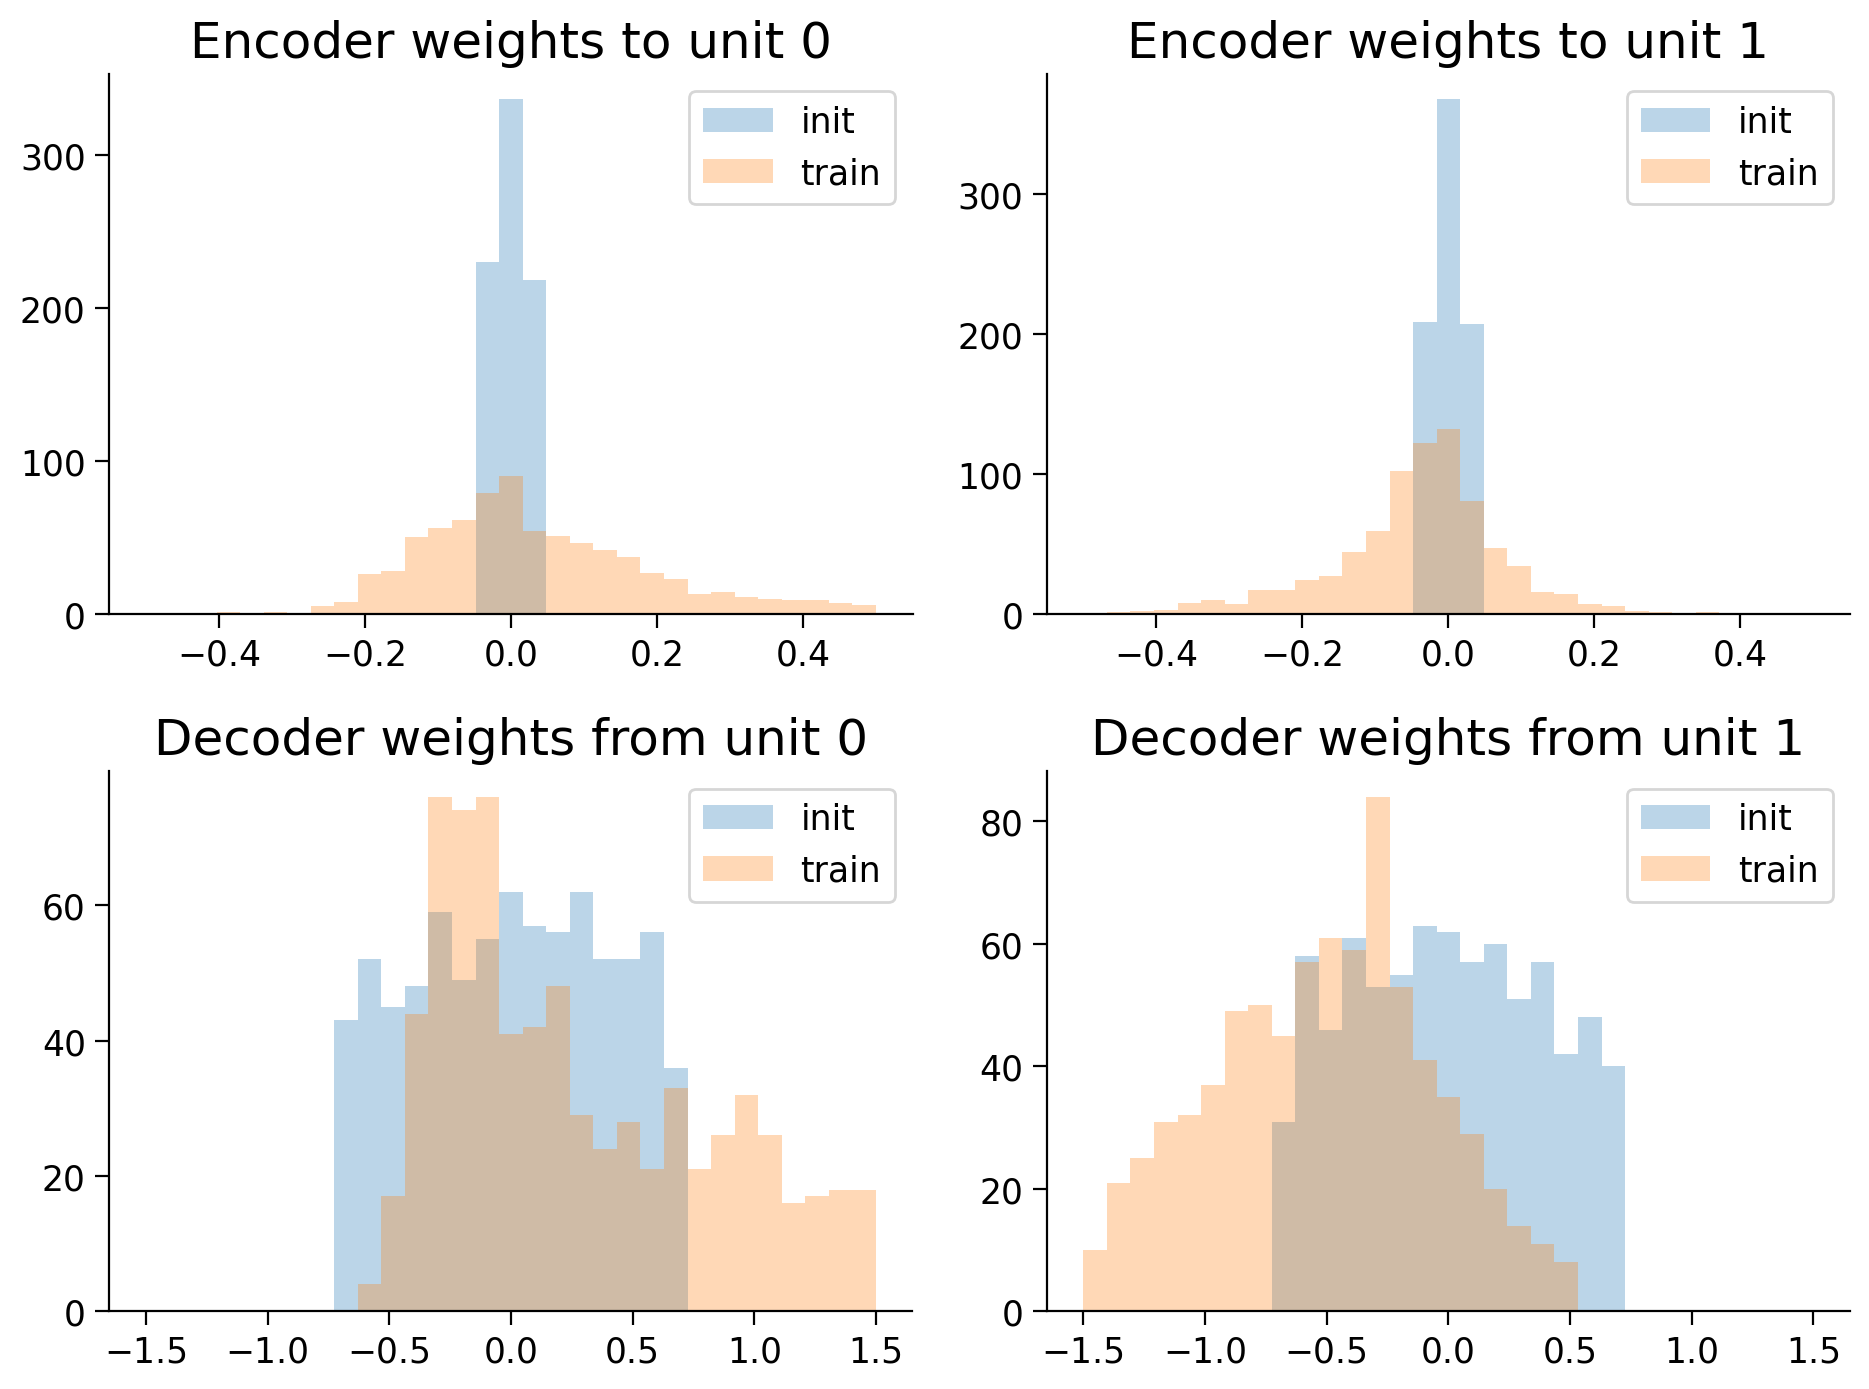 Encoder weights to unit 0
init
train
300
200
100
0
−0.4 −0.2 0.0 0.2 0.4
Encoder weights to unit 1
init
train
300
200
100
0
−0.4 −0.2 0.0 0.2 0.4
Decoder weights from unit 0
init
train
60
40
20
0
−1.5 −1.0 −0.5 0.0 0.5 1.0 1.5
Decoder weights from unit 1
init
train
80
60
40
20
0
−1.5 −1.0 −0.5 0.0 0.5 1.0 1.5